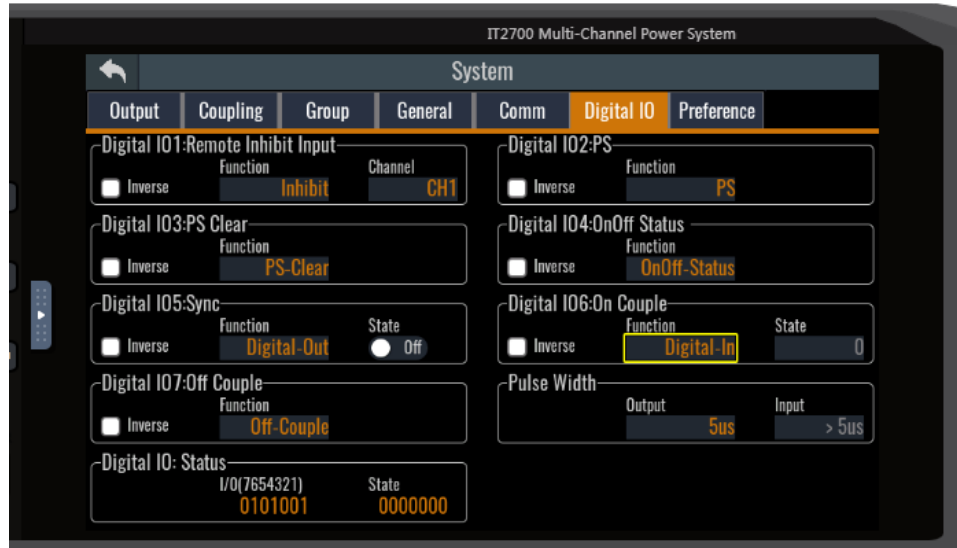 IT2700 Multi-Channel Power System
System
Output Coupling Group General Comm Digital IO Preference
Digital IO1:Remote Inhibit Input
Function Channel
Inverse Inhibit CH1
Digital IO2:PS
Function
Inverse PS
Digital IO3:PS Clear
Function
Inverse PS-Clear
Digital IO4:OnOff Status
Function
Inverse OnOff-Status
Digital IO5:Sync
Function State
Inverse Digital-Out Off
Digital IO6:On Couple
Function State
Inverse Digital-In 0
Digital IO7:Off Couple
Function
Inverse Off-Couple
Pulse Width
Output Input
5us > 5us
Digital IO: Status
I/O(7654321) State
0101001 0000000